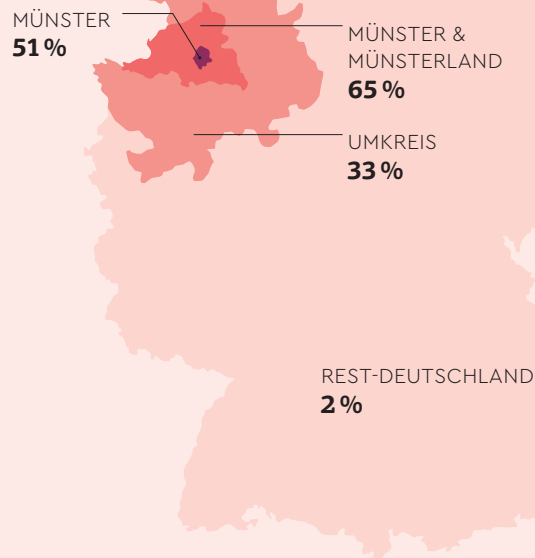 MÜNSTER
51 %
MÜNSTER &
MÜNSTERLAND
65 %
UMKREIS
33 %
REST-DEUTSCHLAND
2 %